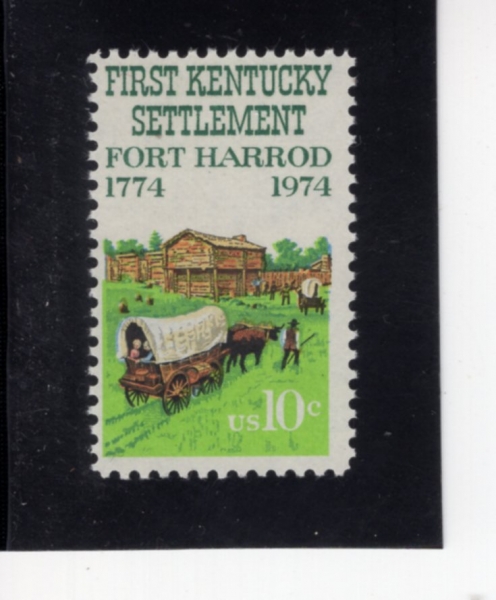 FIRST KENTUCKY
SETTLEMENT
FORT HARROD
1774 1974
US 10c